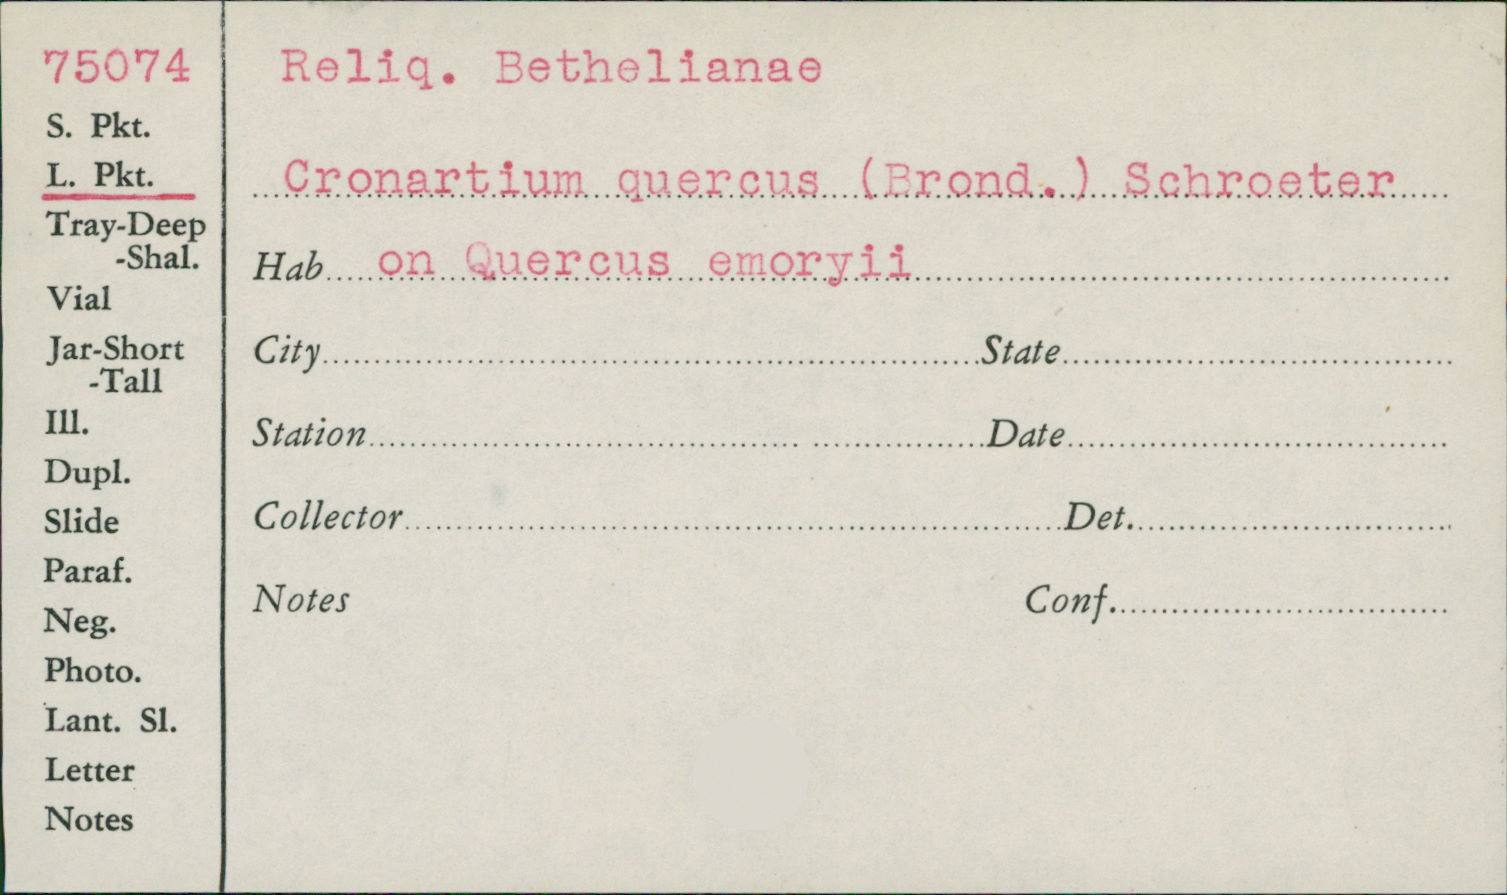 75074
Reliq. Bethelianae
S. Pkt.
L. Pkt.
Cronartium quercus (Brond.) Schroeter
Tray-Deep
-Shal.
Hab on Quercus emoryii
Vial
Jar-Short
-Tall
City State
Ill.
Station Date
Dupl.
Slide
Collector Det.
Paraf.
Neg.
Notes Conf.
Photo.
Lant. Sl.
Letter
Notes